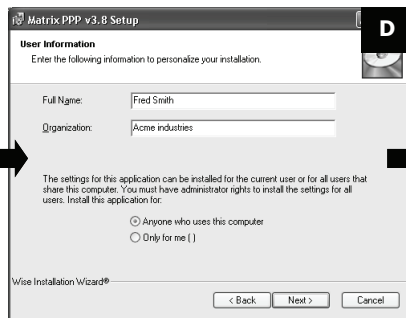 Matrix PPP v3.8 Setup
D
User Information
Enter the following information to personalize your installation.
Full Name:
Fred Smith
Organization:
Acme industries
The settings for this application can be installed for the current user or for all users that
share this computer. You must have administrator rights to install the settings for all
users. Install this application for:
Anyone who uses this computer
Only for me ( )
Wise Installation Wizard®
< Back
Next >
Cancel